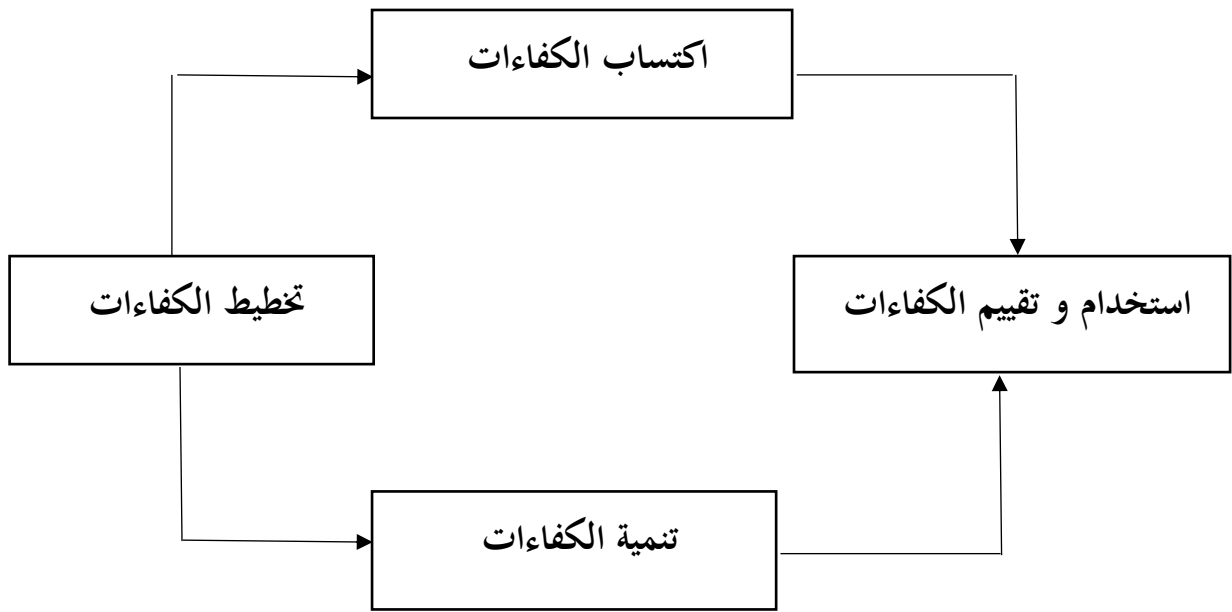 اكتساب الكفاءات
تخطيط الكفاءات
استخدام و تقييم الكفاءات
تنمية الكفاءات